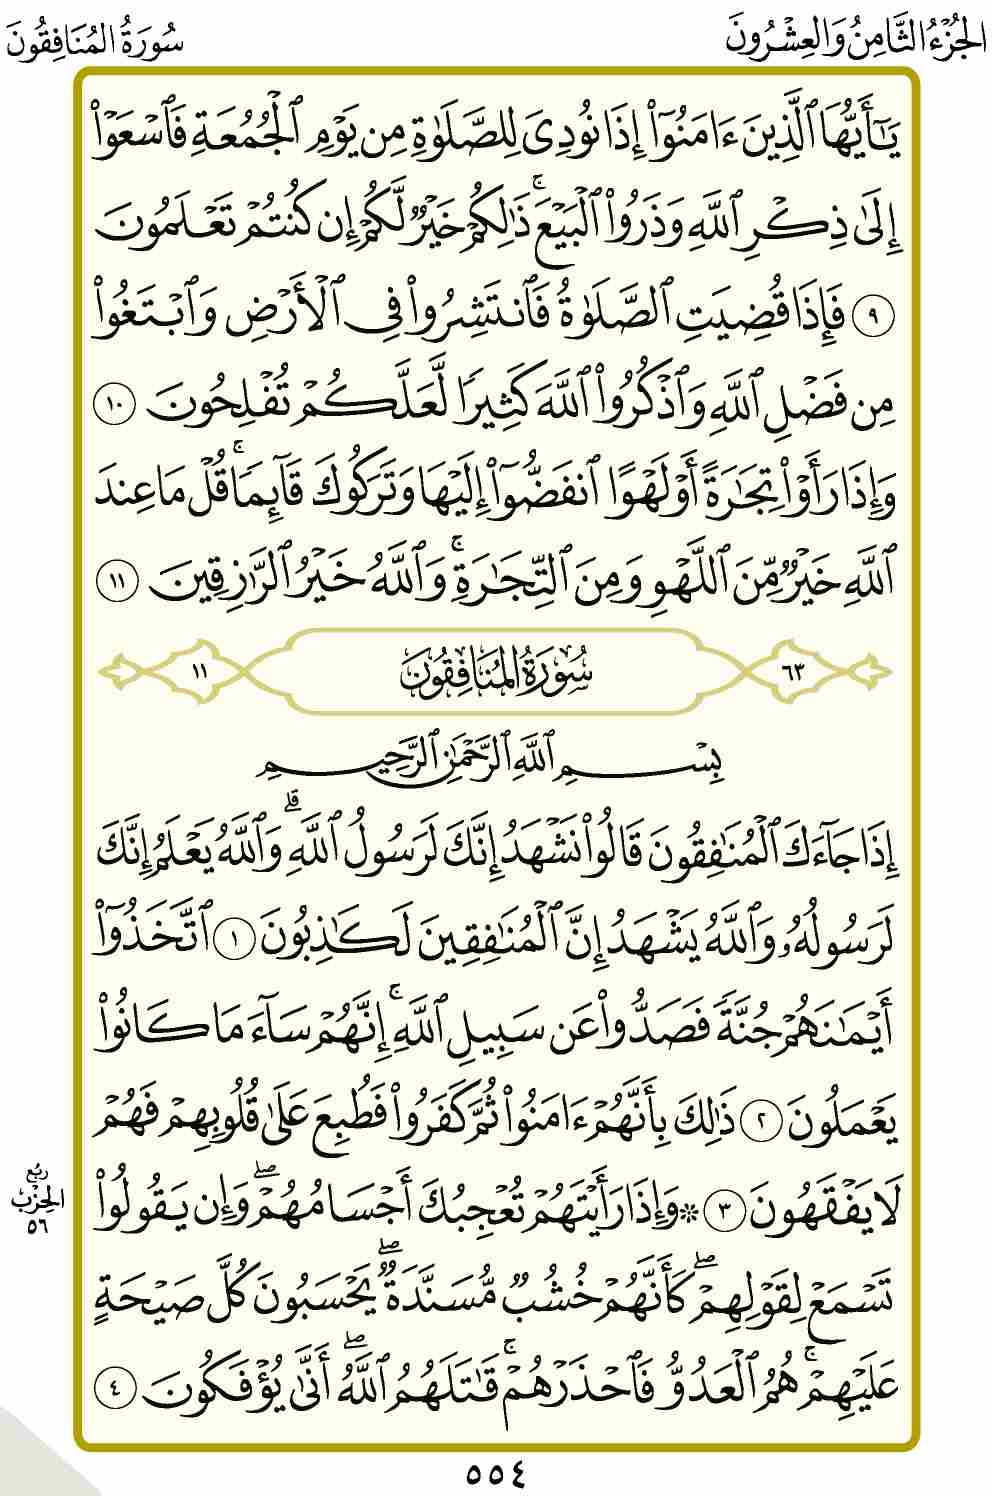 الجُزْءُ الثَّامِنُ وَالعِشْرُونَ
سُورَةُ المُنَافِقُونَ
يَٰٓأَيُّهَا ٱلَّذِينَ ءَامَنُوٓا۟ إِذَا نُودِىَ لِلصَّلَوٰةِ مِن يَوْمِ ٱلْجُمُعَةِ فَٱسْعَوْا۟
إِلَىٰ ذِكْرِ ٱللَّهِ وَذَرُوا۟ ٱلْبَيْعَ ۚ ذَٰلِكُمْ خَيْرٌ لَّكُمْ إِن كُنتُمْ تَعْلَمُونَ
٩ فَإِذَا قُضِيَتِ ٱلصَّلَوٰةُ فَٱنتَشِرُوا۟ فِى ٱلْأَرْضِ وَٱبْتَغُوا۟
مِن فَضْلِ ٱللَّهِ وَٱذْكُرُوا۟ ٱللَّهَ كَثِيرًا لَّعَلَّكُمْ تُفْلِحُونَ ١٠
وَإِذَا رَأَوْا۟ تِجَٰرَةً أَوْ لَهْوًا ٱنفَضُّوٓا۟ إِلَيْهَا وَتَرَكُوكَ قَآئِمًا ۚ قُلْ مَا عِندَ
ٱللَّهِ خَيْرٌ مِّنَ ٱللَّهْوِ وَمِنَ ٱلتِّجَٰرَةِ ۚ وَٱللَّهُ خَيْرُ ٱلرَّٰزِقِينَ ١١
٦٣ سُورَةُ المُنَافِقُونَ ١١
بِسْمِ ٱللَّهِ ٱلرَّحْمَٰنِ ٱلرَّحِيمِ
إِذَا جَآءَكَ ٱلْمُنَٰفِقُونَ قَالُوا۟ نَشْهَدُ إِنَّكَ لَرَسُولُ ٱللَّهِ ۗ وَٱللَّهُ يَعْلَمُ إِنَّكَ
لَرَسُولُهُۥ وَٱللَّهُ يَشْهَدُ إِنَّ ٱلْمُنَٰفِقِينَ لَكَٰذِبُونَ ١ ٱتَّخَذُوٓا۟
أَيْمَٰنَهُمْ جُنَّةً فَصَدُّوا۟ عَن سَبِيلِ ٱللَّهِ ۚ إِنَّهُمْ سَآءَ مَا كَانُوا۟
يَعْمَلُونَ ٢ ذَٰلِكَ بِأَنَّهُمْ ءَامَنُوا۟ ثُمَّ كَفَرُوا۟ فَطُبِعَ عَلَىٰ قُلُوبِهِمْ فَهُمْ
لَا يَفْقَهُونَ ٣ ۞ وَإِذَا رَأَيْتَهُمْ تُعْجِبُكَ أَجْسَامُهُمْ ۖ وَإِن يَقُولُوا۟
رُبع
الحِزْب
٥٦
تَسْمَعْ لِقَوْلِهِمْ ۖ كَأَنَّهُمْ خُشُبٌ مُّسَنَّدَةٌ ۖ يَحْسَبُونَ كُلَّ صَيْحَةٍ
عَلَيْهِمْ ۚ هُمُ ٱلْعَدُوُّ فَٱحْذَرْهُمْ ۚ قَٰتَلَهُمُ ٱللَّهُ ۖ أَنَّىٰ يُؤْفَكُونَ ٤
٥٥٤